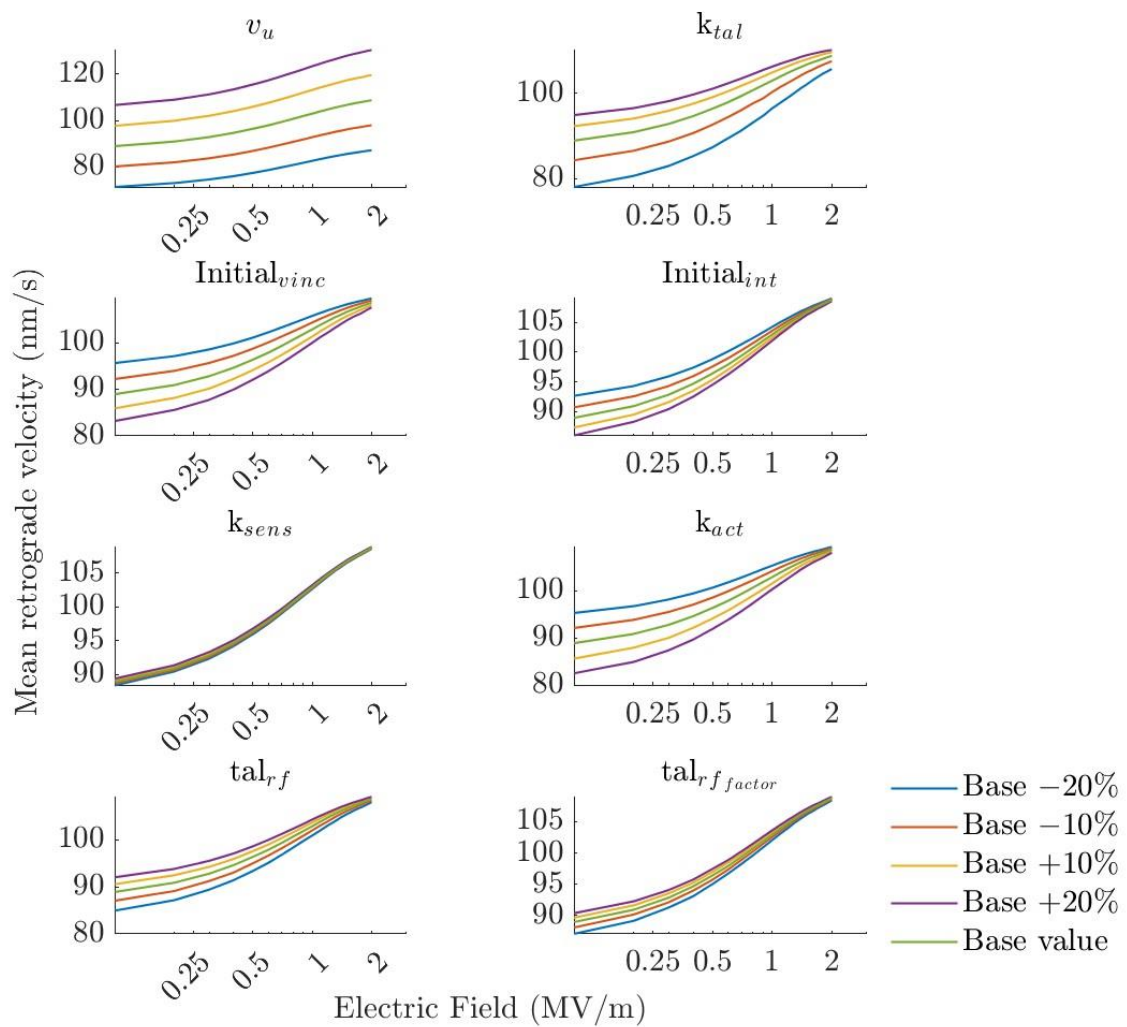 v_u
120
100
80
0.25 0.5 1 2
k_tal
100
80
0.25 0.5 1 2
Initial_vinc
100
90
80
0.25 0.5 1 2
Initial_int
105
100
95
90
0.25 0.5 1 2
k_sens
105
100
95
90
0.25 0.5 1 2
k_act
100
90
80
0.25 0.5 1 2
tal_rf
100
90
80
0.25 0.5 1 2
tal_rf_factor
105
100
95
90
0.25 0.5 1 2
Mean retrograde velocity (nm/s)
Electric Field (MV/m)
Base −20%
Base −10%
Base +10%
Base +20%
Base value